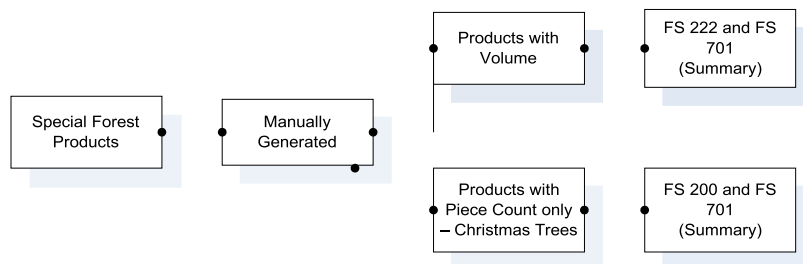 Special Forest
Products
Manually
Generated
Products with
Volume
FS 222 and FS
701
(Summary)
Products with
Piece Count only
– Christmas Trees
FS 200 and FS
701
(Summary)